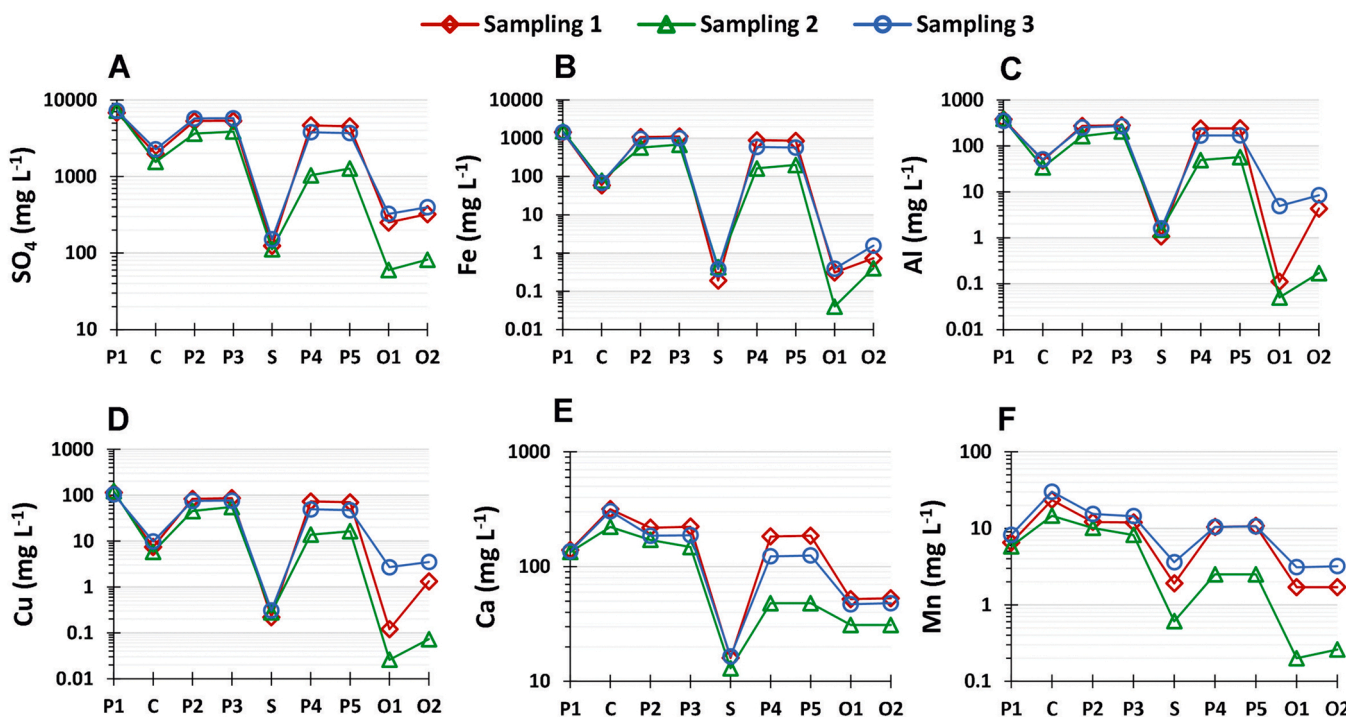 Sampling 1 Sampling 2 Sampling 3
A
SO₄ (mg L⁻¹)
10000
1000
100
10
P1 C P2 P3 S P4 P5 O1 O2
B
Fe (mg L⁻¹)
10000
1000
100
10
1
0.1
0.01
P1 C P2 P3 S P4 P5 O1 O2
C
Al (mg L⁻¹)
1000
100
10
1
0.1
0.01
P1 C P2 P3 S P4 P5 O1 O2
D
Cu (mg L⁻¹)
1000
100
10
1
0.1
0.01
P1 C P2 P3 S P4 P5 O1 O2
E
Ca (mg L⁻¹)
1000
100
10
P1 C P2 P3 S P4 P5 O1 O2
F
Mn (mg L⁻¹)
100
10
1
0.1
P1 C P2 P3 S P4 P5 O1 O2